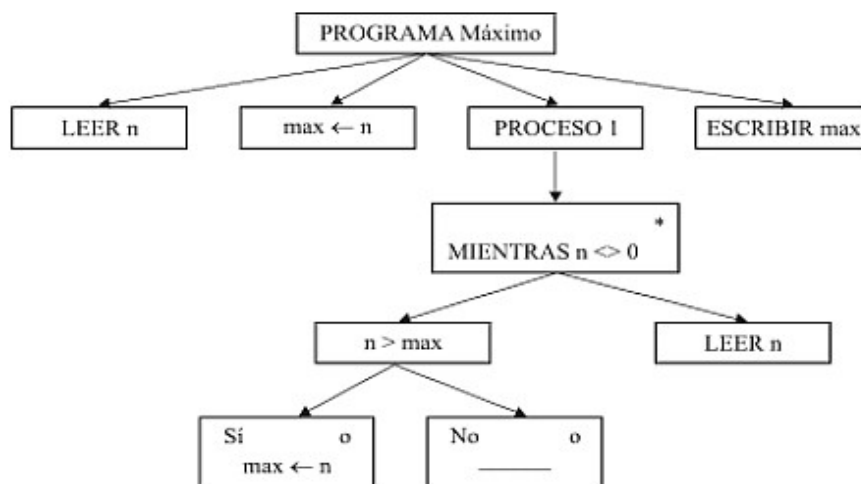 PROGRAMA Máximo
LEER n
max ← n
PROCESO 1
ESCRIBIR max
*
MIENTRAS n <> 0
n > max
LEER n
Sí o
max ← n
No o